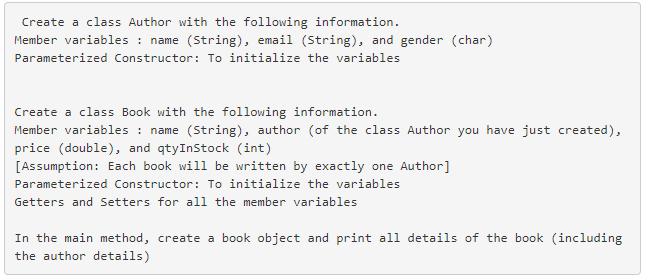 Create a class Author with the following information.
Member variables : name (String), email (String), and gender (char)
Parameterized Constructor: To initialize the variables
Create a class Book with the following information.
Member variables : name (String), author (of the class Author you have just created),
price (double), and qtyInStock (int)
[Assumption: Each book will be written by exactly one Author]
Parameterized Constructor: To initialize the variables
Getters and Setters for all the member variables
In the main method, create a book object and print all details of the book (including
the author details)